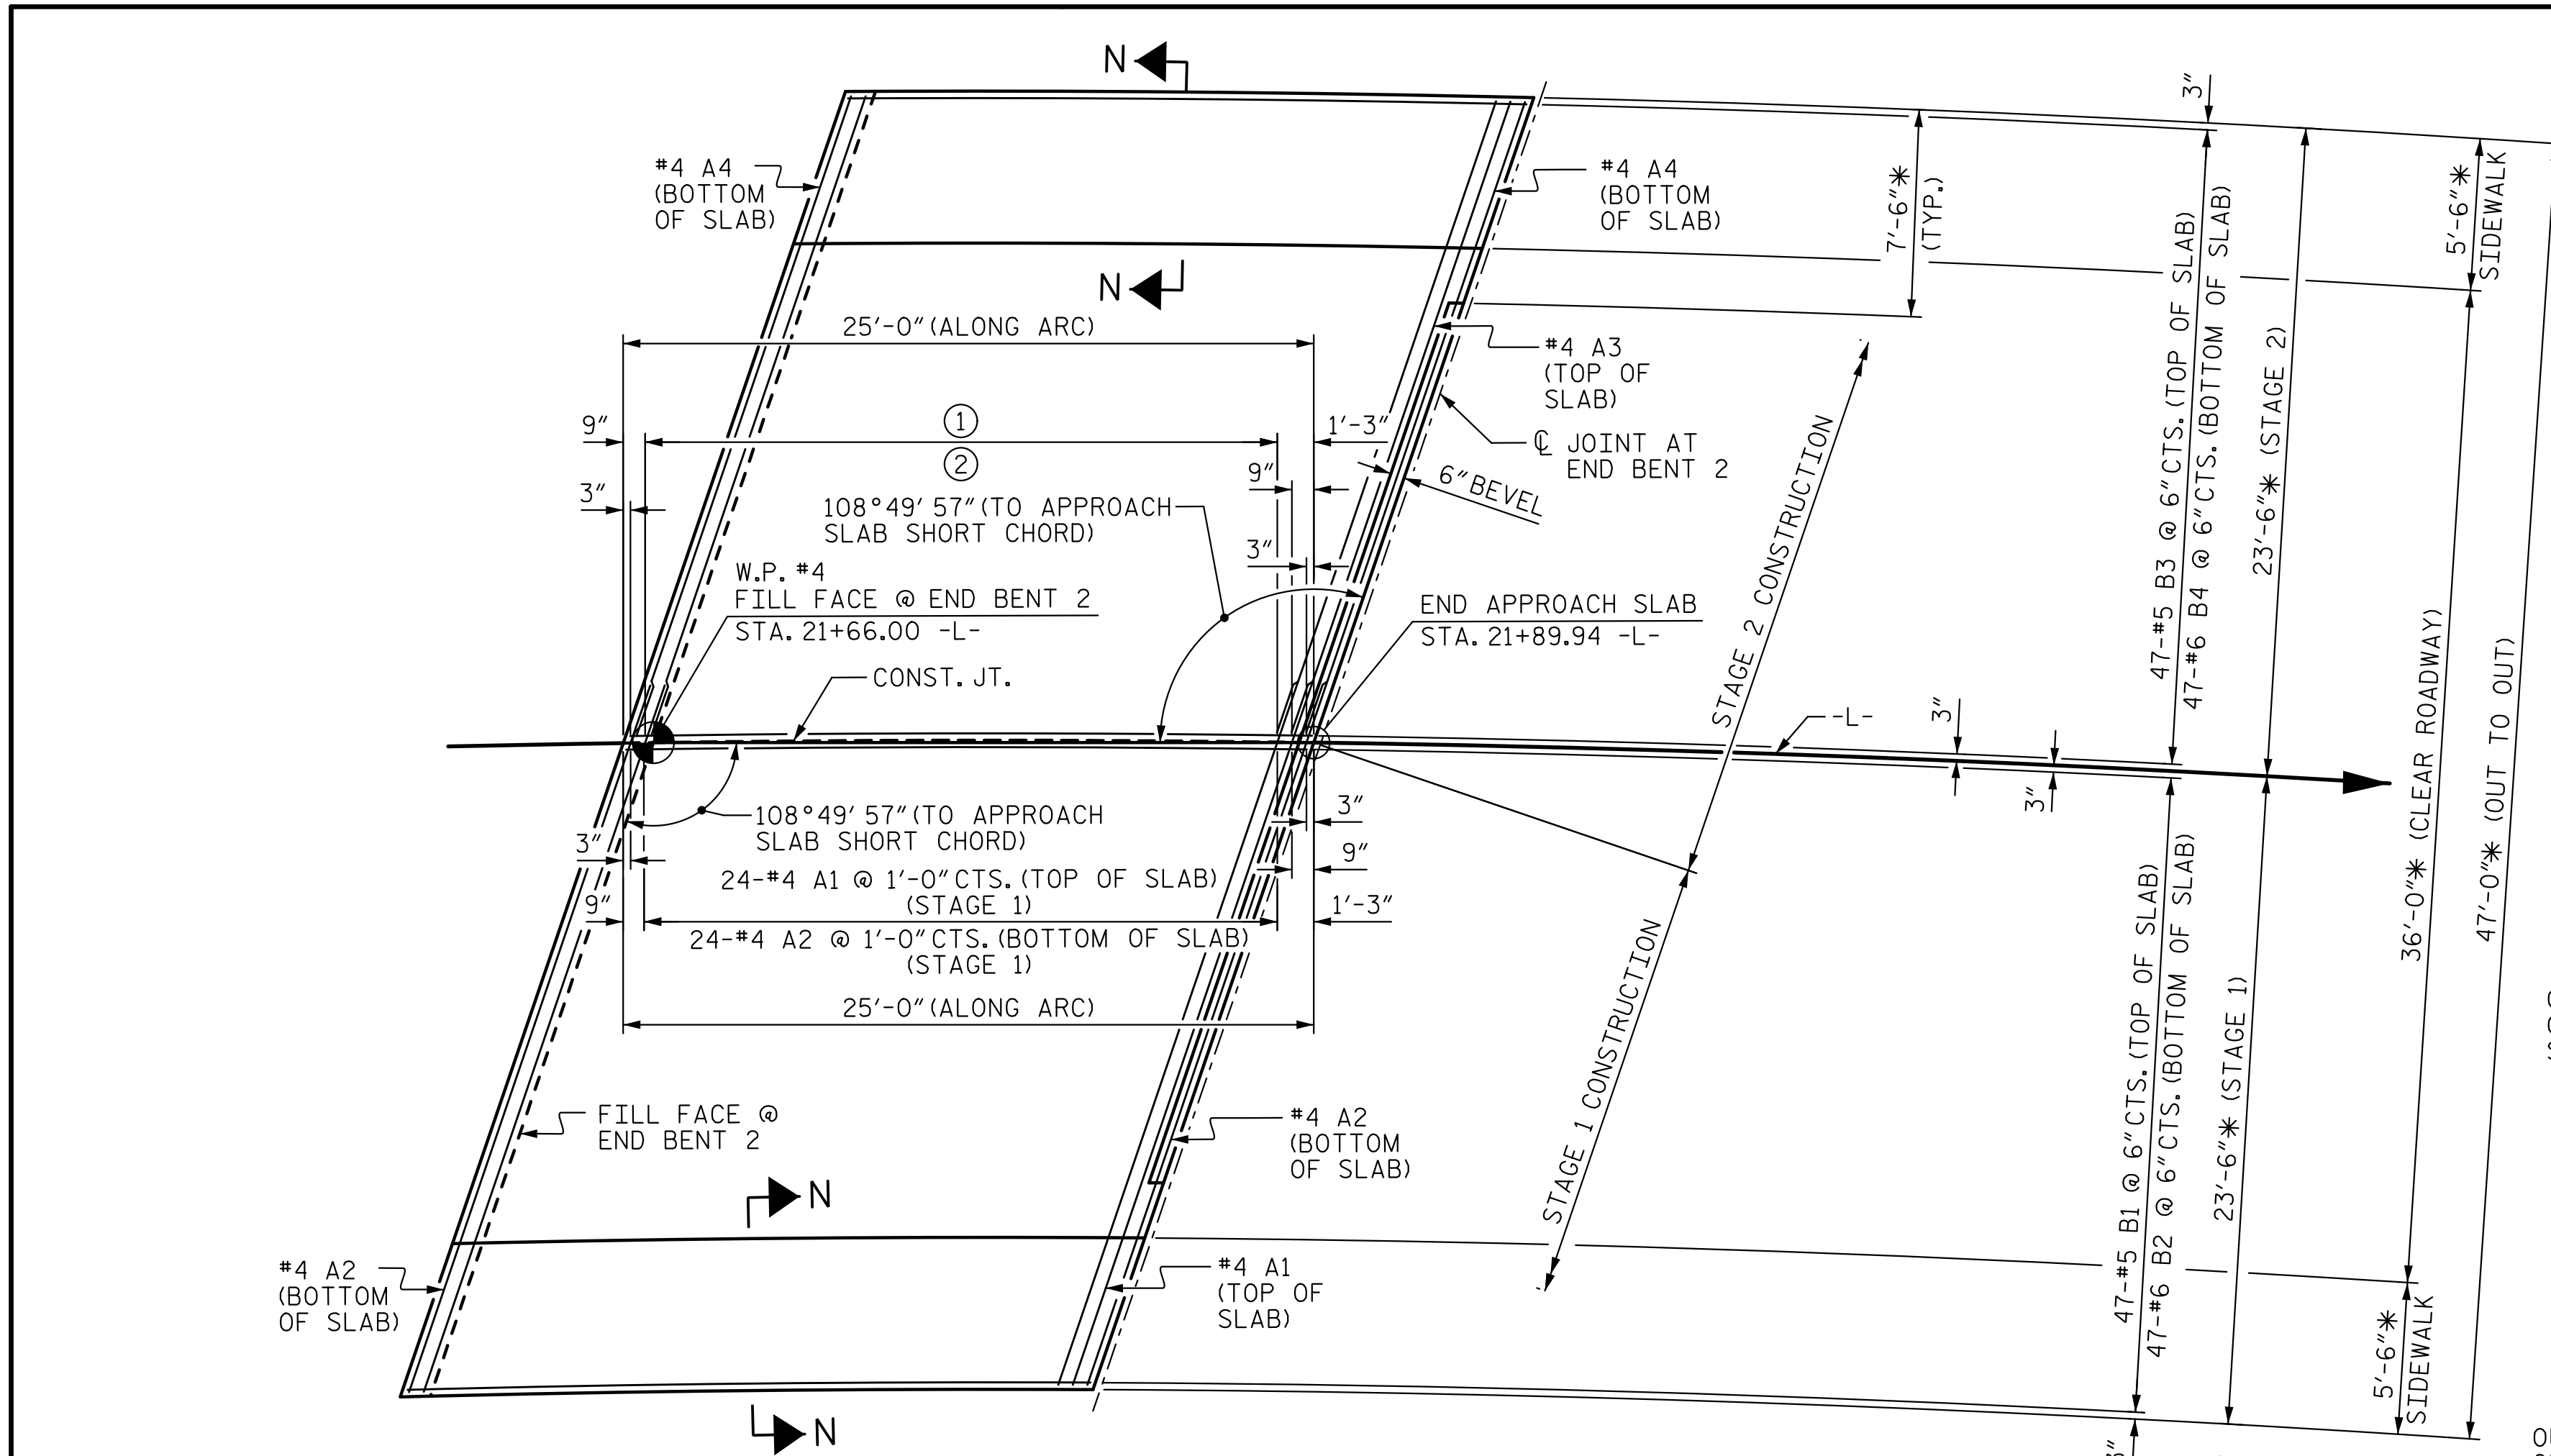 N
N
#4 A4
(BOTTOM
OF SLAB)
#4 A4
(BOTTOM
OF SLAB)
7'-6"*
(TYP.)
3"
5'-6"*
SIDEWALK
25'-0"(ALONG ARC)
#4 A3
(TOP OF
SLAB)
℄ JOINT AT
END BENT 2
9"
1
2
1'-3"
9"
6"BEVEL
3"
108°49'57"(TO APPROACH
SLAB SHORT CHORD)
3"
W.P. #4
FILL FACE @ END BENT 2
STA. 21+66.00 -L-
END APPROACH SLAB
STA. 21+89.94 -L-
CONST. JT.
STAGE 2 CONSTRUCTION
47-#5 B3 @ 6"CTS.(TOP OF SLAB)
47-#6 B4 @ 6"CTS.(BOTTOM OF SLAB)
23'-6"* (STAGE 2)
36'-0"* (CLEAR ROADWAY)
47'-0"* (OUT TO OUT)
-L-
3"
3"
108°49'57"(TO APPROACH
SLAB SHORT CHORD)
3"
3"
9"
24-#4 A1 @ 1'-0"CTS.(TOP OF SLAB)
(STAGE 1)
9"
1'-3"
24-#4 A2 @ 1'-0"CTS.(BOTTOM OF SLAB)
(STAGE 1)
25'-0"(ALONG ARC)
STAGE 1 CONSTRUCTION
47-#5 B1 @ 6"CTS.(TOP OF SLAB)
47-#6 B2 @ 6"CTS.(BOTTOM OF SLAB)
23'-6"* (STAGE 1)
FILL FACE @
END BENT 2
#4 A2
(BOTTOM
OF SLAB)
N
#4 A2
(BOTTOM
OF SLAB)
#4 A1
(TOP OF
SLAB)
5'-6"*
SIDEWALK
N
3"